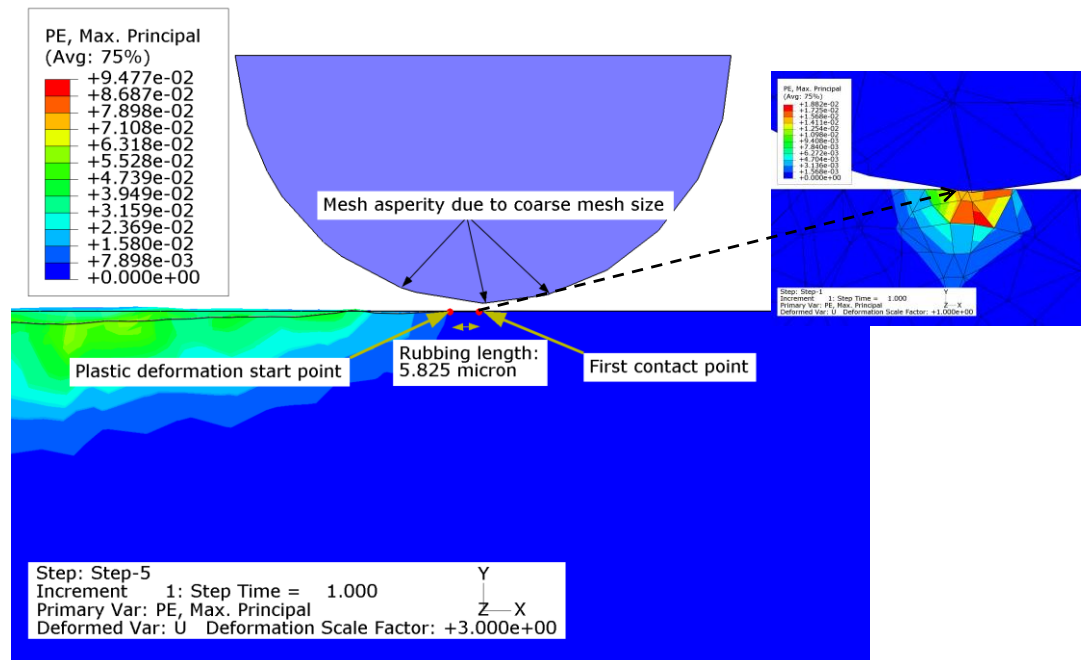 PE, Max. Principal
(Avg: 75%)
+9.477e-02
+8.687e-02
+7.898e-02
+7.108e-02
+6.318e-02
+5.528e-02
+4.739e-02
+3.949e-02
+3.159e-02
+2.369e-02
+1.580e-02
+7.898e-03
+0.000e+00
Mesh asperity due to coarse mesh size
PE, Max. Principal
(Avg: 75%)
+1.882e-02
+1.725e-02
+1.568e-02
+1.411e-02
+1.254e-02
+1.098e-02
+9.408e-03
+7.840e-03
+6.272e-03
+4.704e-03
+3.136e-03
+1.568e-03
+0.000e+00
Step: Step-1
Increment 1: Step Time = 1.000
Primary Var: PE, Max. Principal
Deformed Var: U Deformation Scale Factor: +1.000e+00
Y
Z X
Plastic deformation start point
Rubbing length:
5.825 micron
First contact point
Step: Step-5
Increment 1: Step Time = 1.000
Primary Var: PE, Max. Principal
Deformed Var: U Deformation Scale Factor: +3.000e+00
Y
Z X